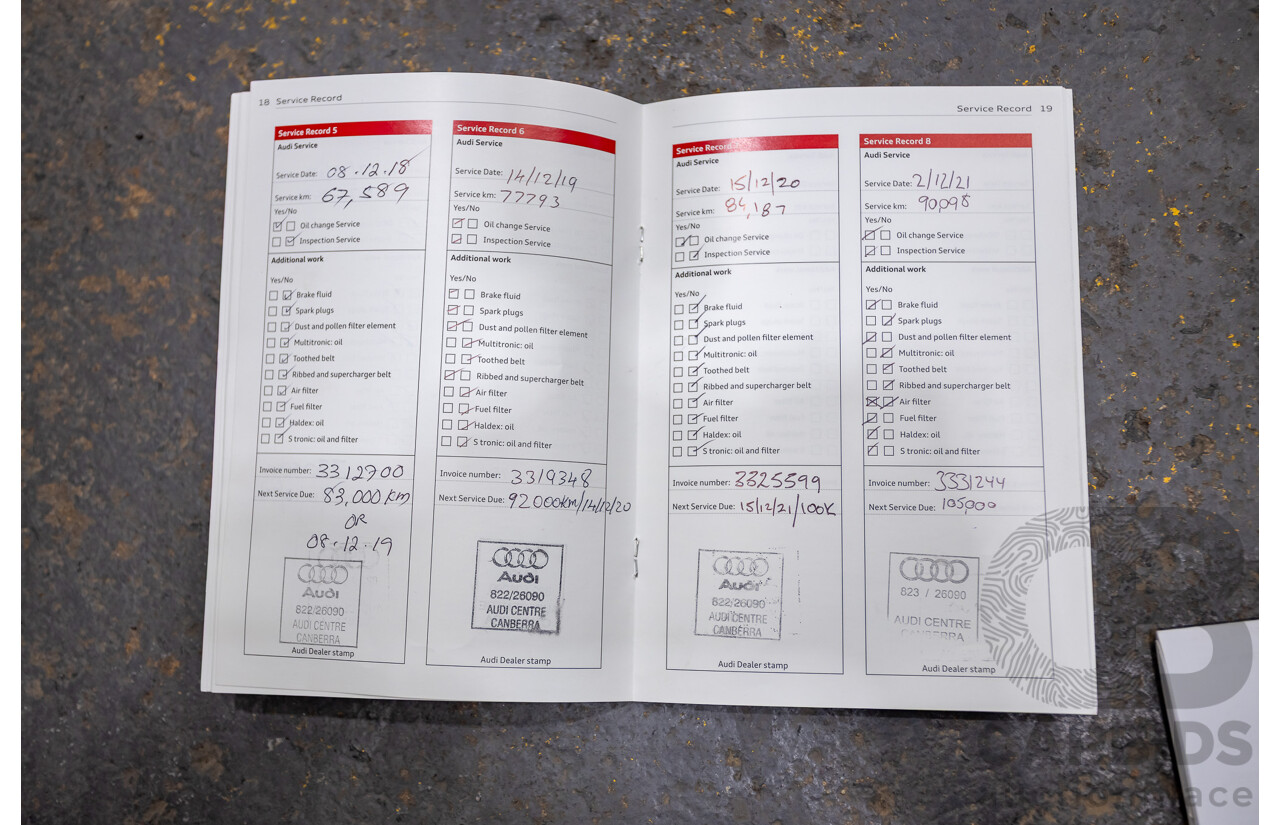 18 Service Record
Service Record 5
Audi Service
Service Date: 08.12.18
Service km: 67,589
Yes/No
Oil change Service
Inspection Service
Additional work
Yes/No
Brake fluid
Spark plugs
Dust and pollen filter element
Multitronic: oil
Toothed belt
Ribbed and supercharger belt
Air filter
Fuel filter
Haldex: oil
S tronic: oil and filter
Invoice number: 3312700
Next Service Due: 83,000 KM
OR
08.12.19
Audi
822/26090
AUDI CENTRE
CANBERRA
Audi Dealer stamp
Service Record 6
Audi Service
Service Date: 14/12/19
Service km: 77793
Yes/No
Oil change Service
Inspection Service
Additional work
Yes/No
Brake fluid
Spark plugs
Dust and pollen filter element
Multitronic: oil
Toothed belt
Ribbed and supercharger belt
Air filter
Fuel filter
Haldex: oil
S tronic: oil and filter
Invoice number: 3319348
Next Service Due: 92000km/14/12/20
Audi
822/26090
AUDI CENTRE
CANBERRA
Audi Dealer stamp
Service Record 19
Service Record
Audi Service
Service Date: 15/12/20
Service km: 84,187
Yes/No
Oil change Service
Inspection Service
Additional work
Yes/No
Brake fluid
Spark plugs
Dust and pollen filter element
Multitronic: oil
Toothed belt
Ribbed and supercharger belt
Air filter
Fuel filter
Haldex: oil
S tronic: oil and filter
Invoice number: 3325599
Next Service Due: 15/12/21/100K
Audi
822/26090
AUDI CENTRE
CANBERRA
Audi Dealer stamp
Service Record 8
Audi Service
Service Date: 2/12/21
Service km: 90,098
Yes/No
Oil change Service
Inspection Service
Additional work
Yes/No
Brake fluid
Spark plugs
Dust and pollen filter element
Multitronic: oil
Toothed belt
Ribbed and supercharger belt
Air filter
Fuel filter
Haldex: oil
S tronic: oil and filter
Invoice number: 3331244
Next Service Due: 105,000
823 / 26090
AUDI CENTRE
CANBERRA
Audi Dealer stamp